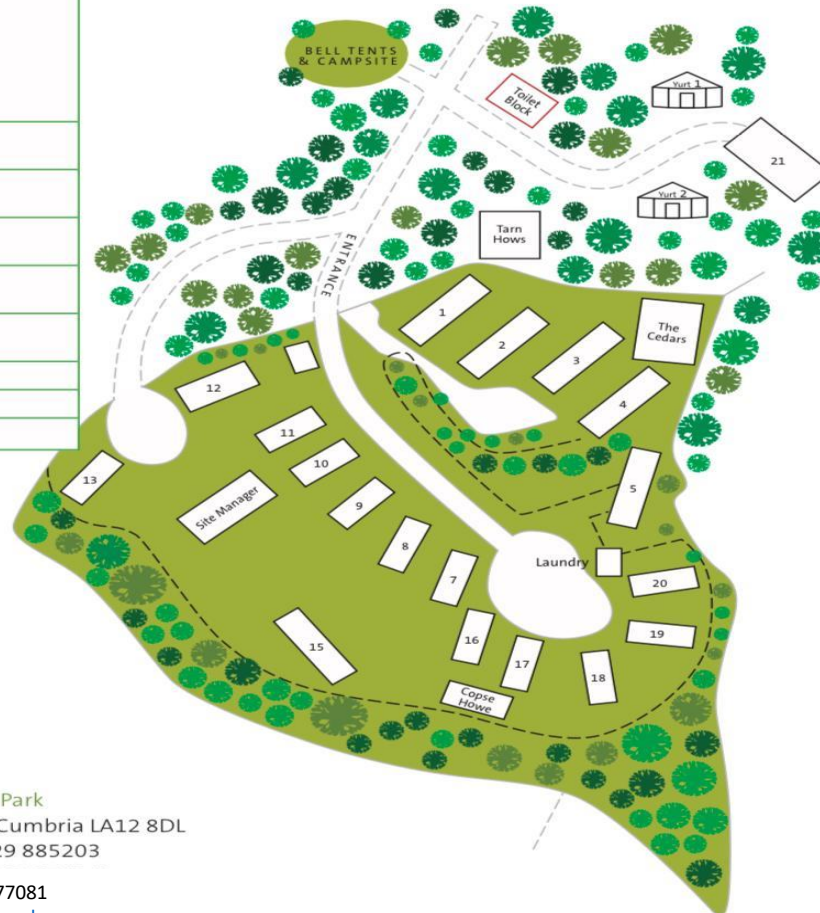 BELL TENTS
& CAMPSITE
Toilet
Block
Yurt 1
21
Yurt 2
Tarn
Hows
ENTRANCE
1
2
3
The
Cedars
4
12
11
10
13
Site Manager
9
5
8
7
Laundry
20
16
17
19
15
18
Copse
Howe
Park
Cumbria LA12 8DL
29 885203
77081